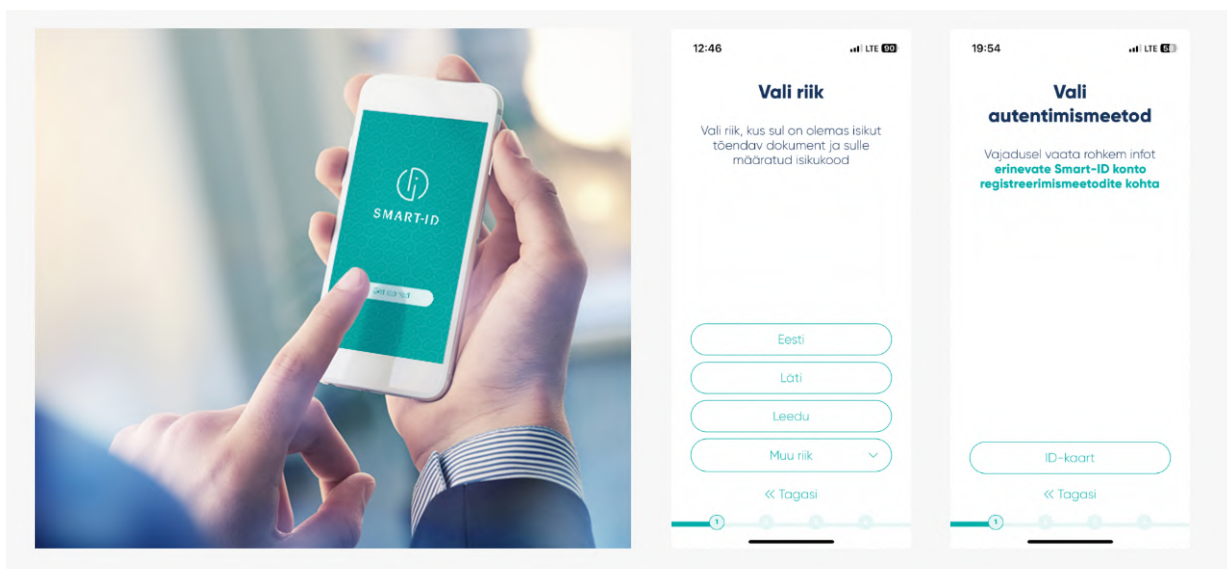 SMART-ID
12:46
LTE 90
Vali riik
Vali riik, kus sul on olemas isikut
tõendav dokument ja sulle
määratud isikukood
Eesti
Läti
Leedu
Muu riik
<< Tagasi
1
19:54
LTE
Vali
autentimismeetod
Vajadusel vaata rohkem infot
erinevate Smart-ID konto
registreerimismeetodite kohta
ID-kaart
<< Tagasi
1